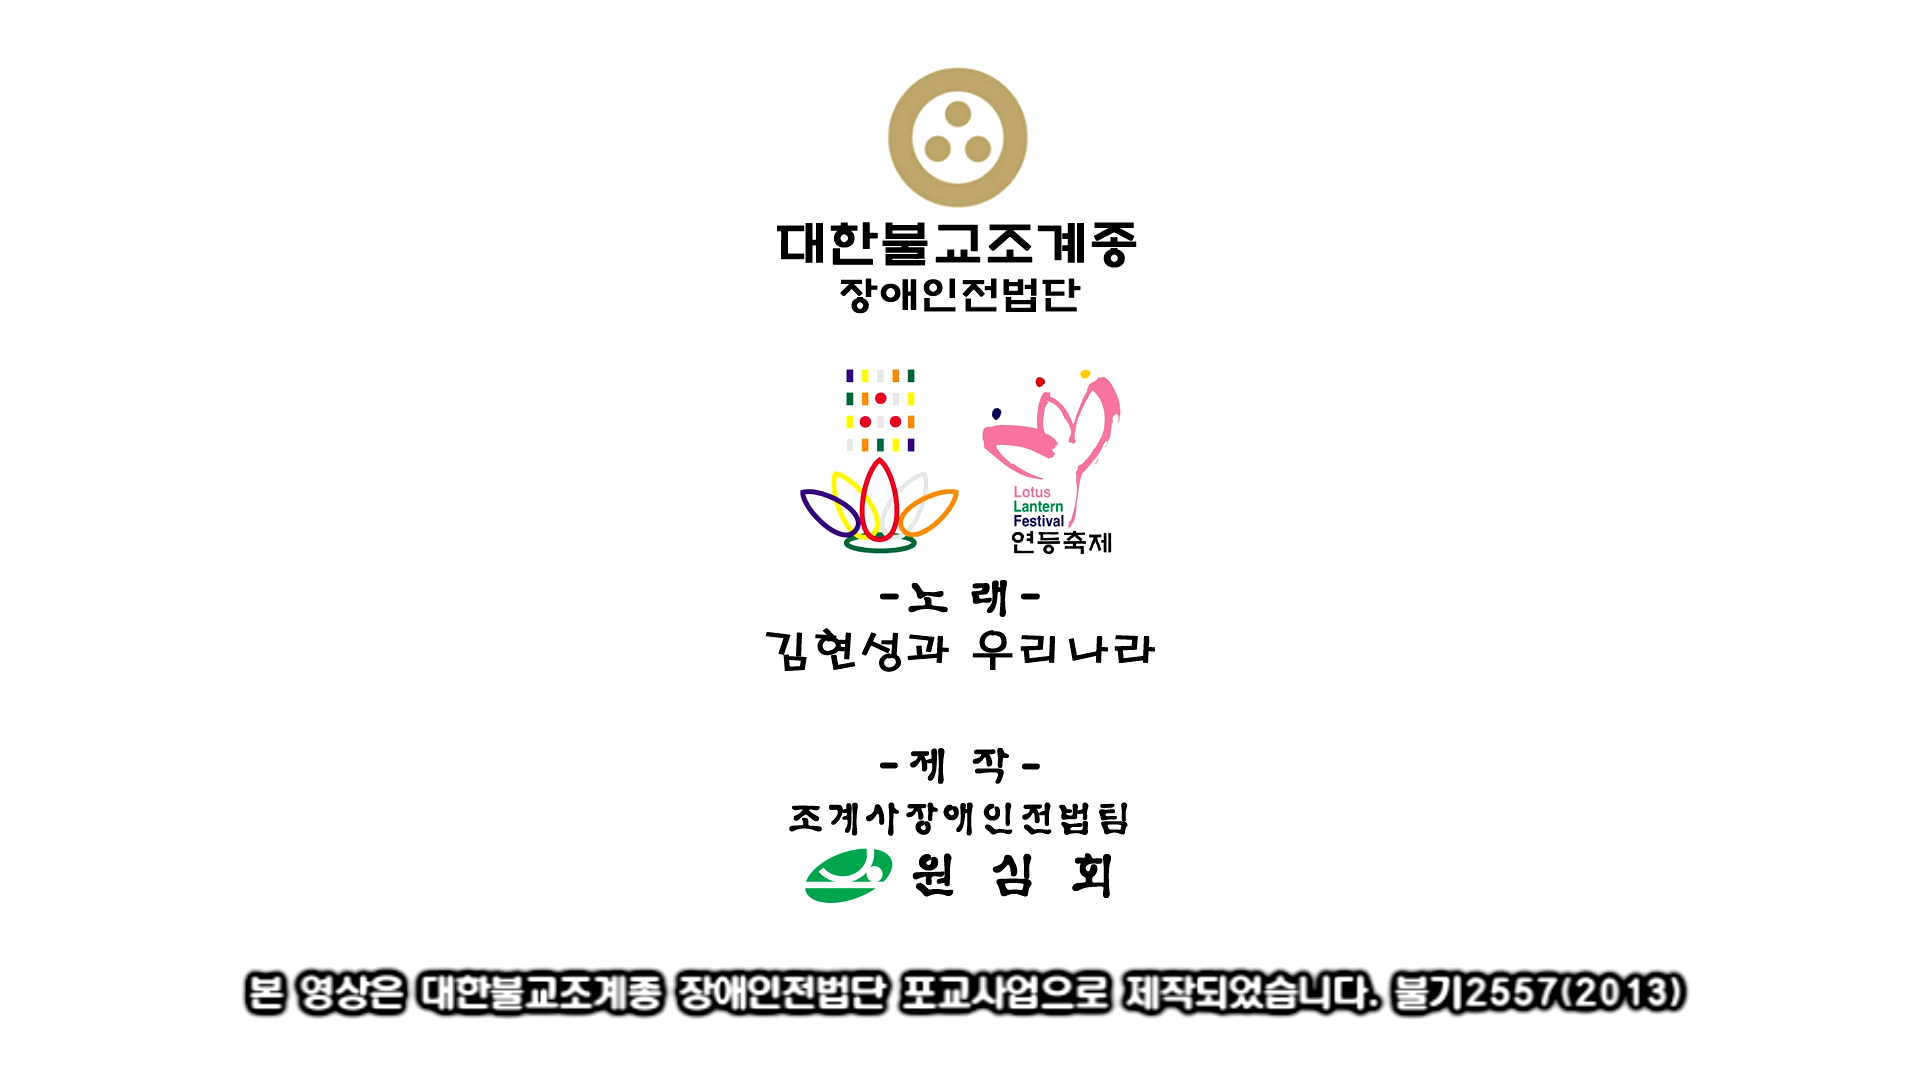 대한불교조계종
장애인전법단
Lotus
Lantern
Festival
연등축제
-노 래-
김현성과 우리나라
-제 작-
조계사장애인전법팀
원 심 회
본 영상은 대한불교조계종 장애인전법단 포교사업으로 제작되었습니다. 불기2557(2013)